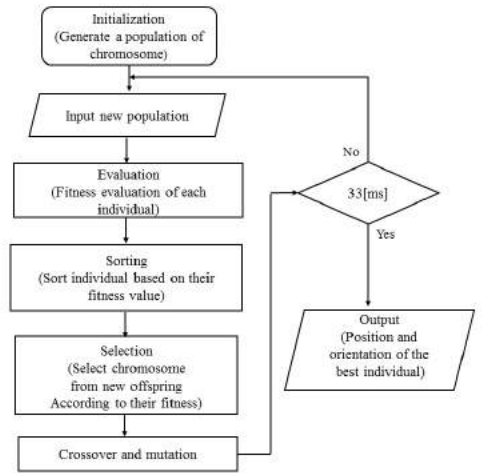 Initialization
(Generate a population of
chromosome)
Input new population
Evaluation
(Fitness evaluation of each
individual)
Sorting
(Sort individual based on their
fitness value)
Selection
(Select chromosome
from new offspring
According to their fitness)
Crossover and mutation
No
33[ms]
Yes
Output
(Position and
orientation of the
best individual)